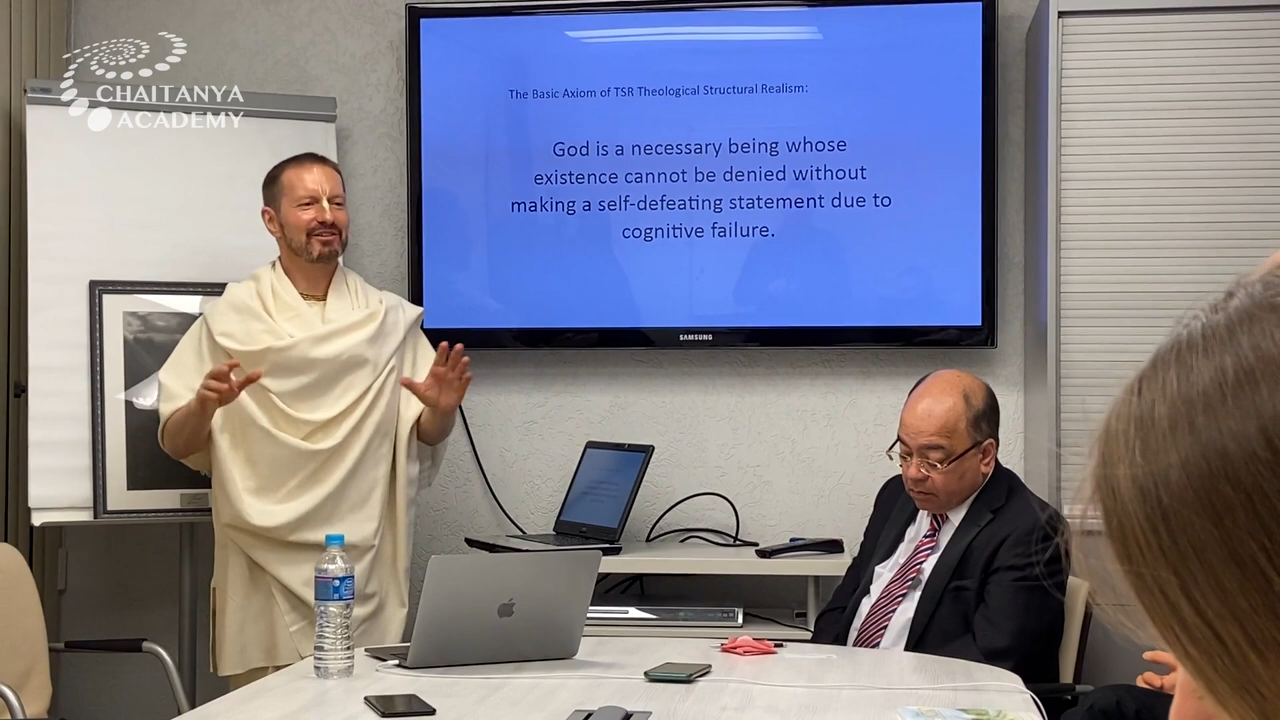 CHAITANYA
ACADEMY
The Basic Axiom of TSR Theological Structural Realism:
God is a necessary being whose
existence cannot be denied without
making a self-defeating statement due to
cognitive failure.
SAMSUNG